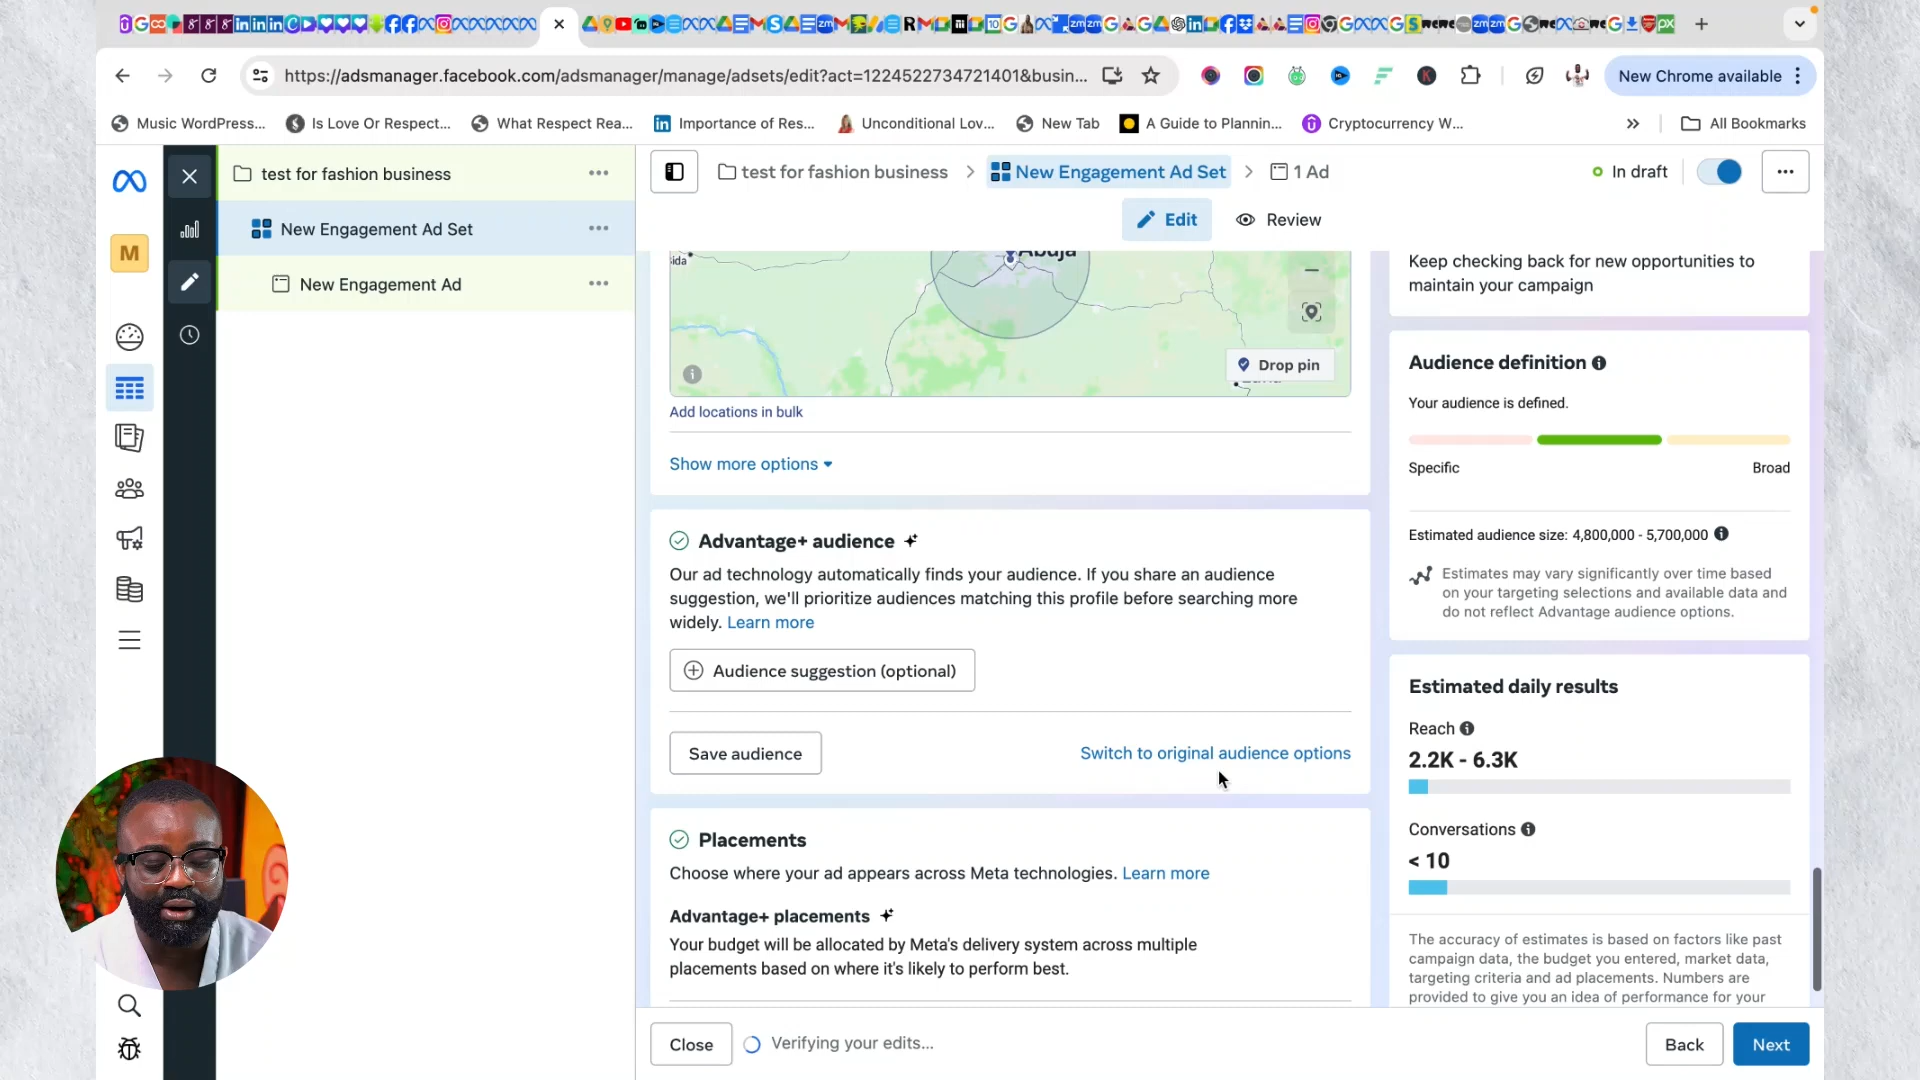 https://adsmanager.facebook.com/adsmanager/manage/adsets/edit?act=1224522734721401&busin...
New Chrome available
Music WordPress...
Is Love Or Respect...
What Respect Rea...
Importance of Res...
Unconditional Lov...
New Tab
A Guide to Plannin...
Cryptocurrency W...
All Bookmarks
M
test for fashion business
New Engagement Ad Set
New Engagement Ad
test for fashion business
New Engagement Ad Set
1 Ad
In draft
Edit
Review
Abuja
Drop pin
Add locations in bulk
Show more options
Advantage+ audience
Our ad technology automatically finds your audience. If you share an audience
suggestion, we'll prioritize audiences matching this profile before searching more
widely. Learn more
Audience suggestion (optional)
Save audience
Switch to original audience options
Placements
Choose where your ad appears across Meta technologies. Learn more
Advantage+ placements
Your budget will be allocated by Meta's delivery system across multiple
placements based on where it's likely to perform best.
Close
Verifying your edits...
Back
Next
Keep checking back for new opportunities to
maintain your campaign
Audience definition
Your audience is defined.
Specific
Broad
Estimated audience size: 4,800,000 - 5,700,000
Estimates may vary significantly over time based
on your targeting selections and available data and
do not reflect Advantage audience options.
Estimated daily results
Reach
2.2K - 6.3K
Conversations
< 10
The accuracy of estimates is based on factors like past
campaign data, the budget you entered, market data,
targeting criteria and ad placements. Numbers are
provided to give you an idea of performance for your